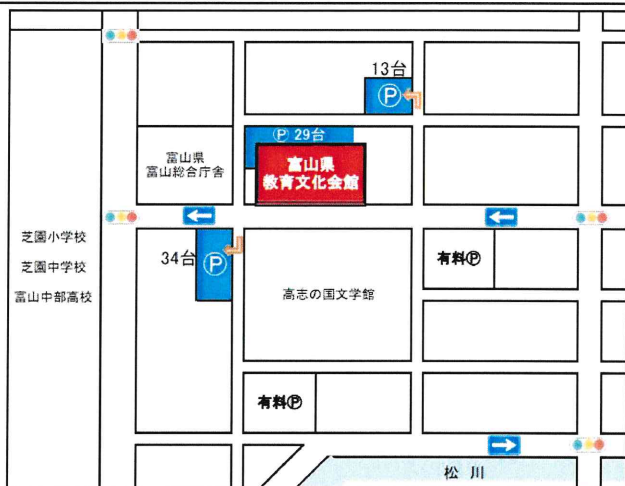 13台
Ⓟ
Ⓟ 29台
富山県
富山総合庁舎
富山県
教育文化会館
芝園小学校
芝園中学校
富山中部高校
34台
Ⓟ
有料Ⓟ
高志の国文学館
有料Ⓟ
松川